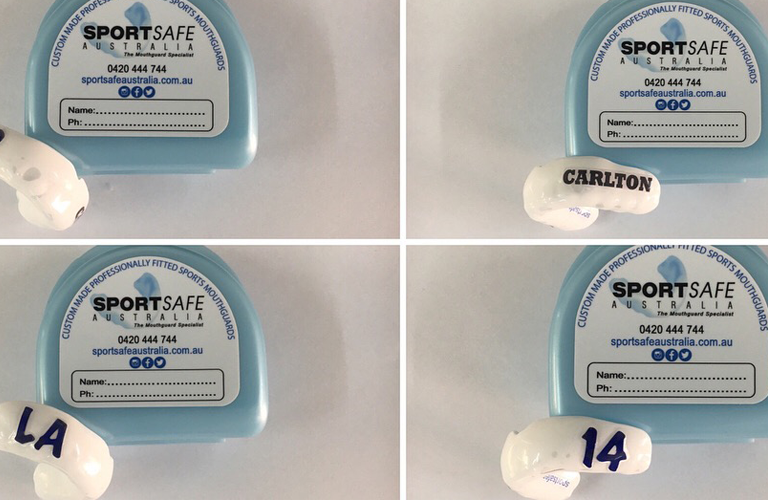 CUSTOM MADE PROFESSIONALLY FITTED SPORTS MOUTHGUARDS
SPORTSAFE
AUSTRALIA
The Mouthguard Specialist
0420 444 744
sportsafeaustralia.com.au
Name:
Ph:
CUSTOM MADE PROFESSIONALLY FITTED SPORTS MOUTHGUARDS
SPORTSAFE
AUSTRALIA
The Mouthguard Specialist
0420 444 744
sportsafeaustralia.com.au
Name:
Ph:
CARLTON
CUSTOM MADE PROFESSIONALLY FITTED SPORTS MOUTHGUARDS
SPORTSAFE
AUSTRALIA
The Mouthguard Specialist
0420 444 744
sportsafeaustralia.com.au
Name:
Ph:
LA
CUSTOM MADE PROFESSIONALLY FITTED SPORTS MOUTHGUARDS
SPORTSAFE
AUSTRALIA
The Mouthguard Specialist
0420 444 744
sportsafeaustralia.com.au
Name:
Ph:
14